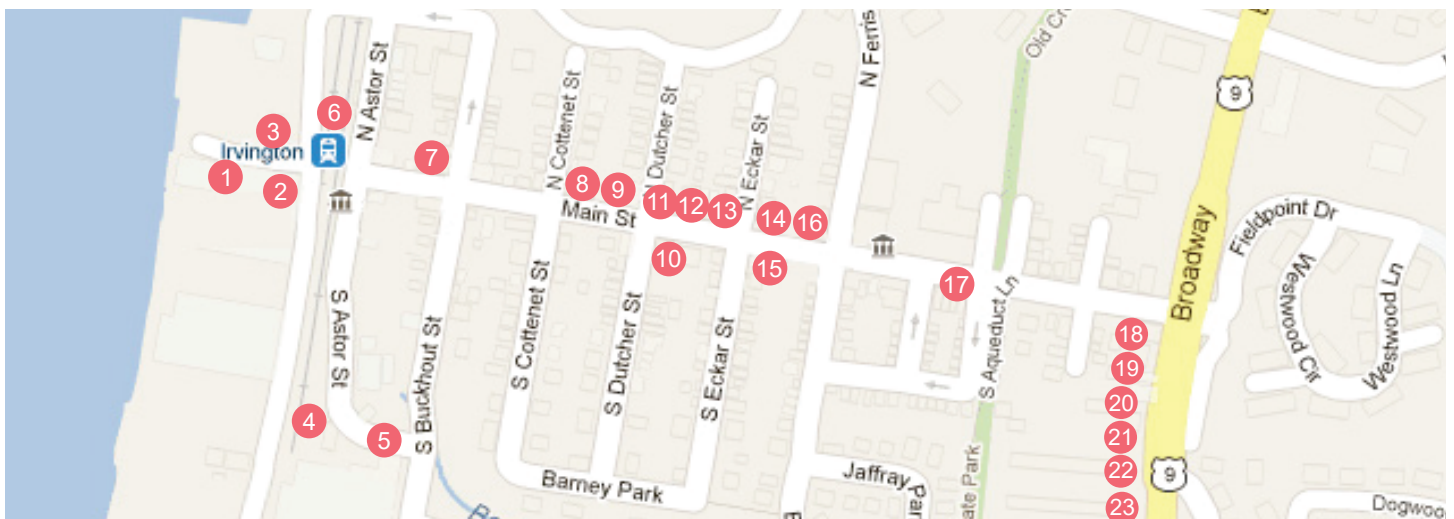 N Astor St
Old Cro
N Ferris
9
6
3
Irvington
1
2
7
N Cottenet St
N Dutcher St
N Eckar St
8
9
11
12
13
14
16
Main St
10
15
17
S Astor St
S Buckhout St
S Cottenet St
S Dutcher St
S Eckar St
S Aqueduct Ln
Broadway
Fieldpoint Dr
Westwood Cir
Westwood Ln
18
19
20
21
22
23
4
5
Barney Park
Jaffray Par
ate Park
9
Dogwoo